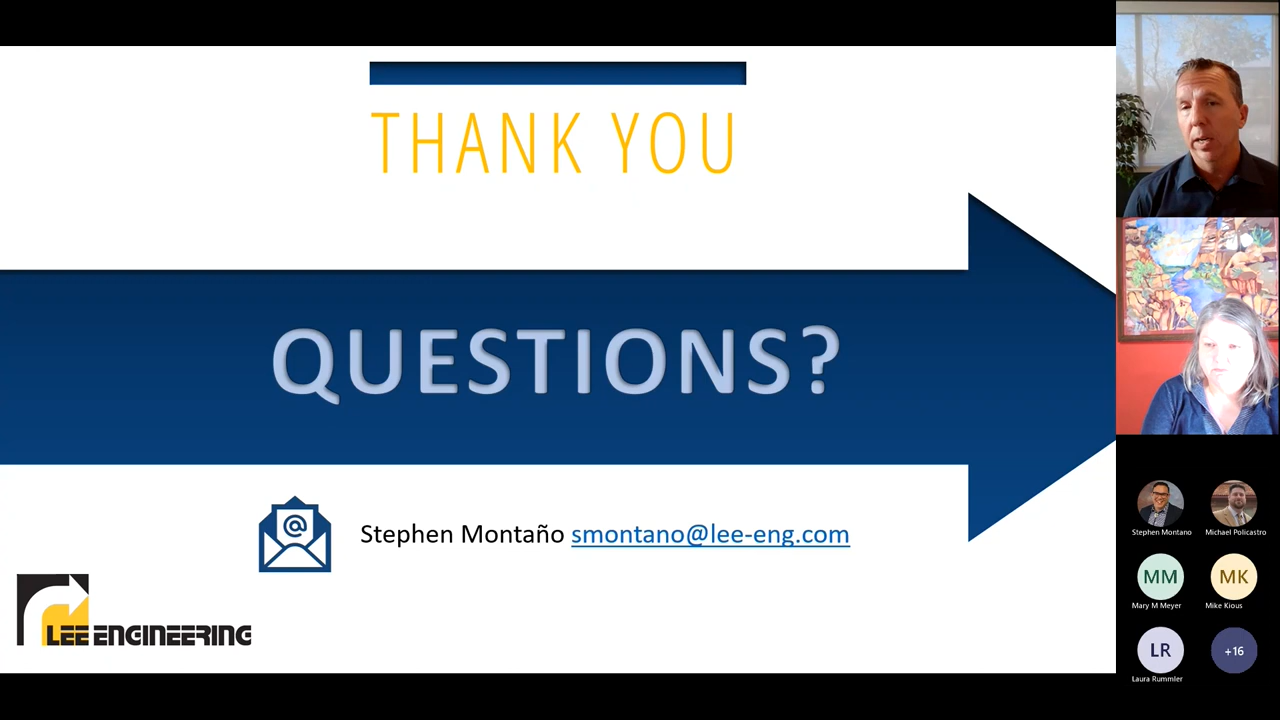 THANK YOU
QUESTIONS?
Stephen Montaño smontano@lee-eng.com
LEE ENGINEERING
Stephen Montano
Michael Policastro
MM
MK
Mary M Meyer
Mike Kious
LR
+16
Laura Rummler